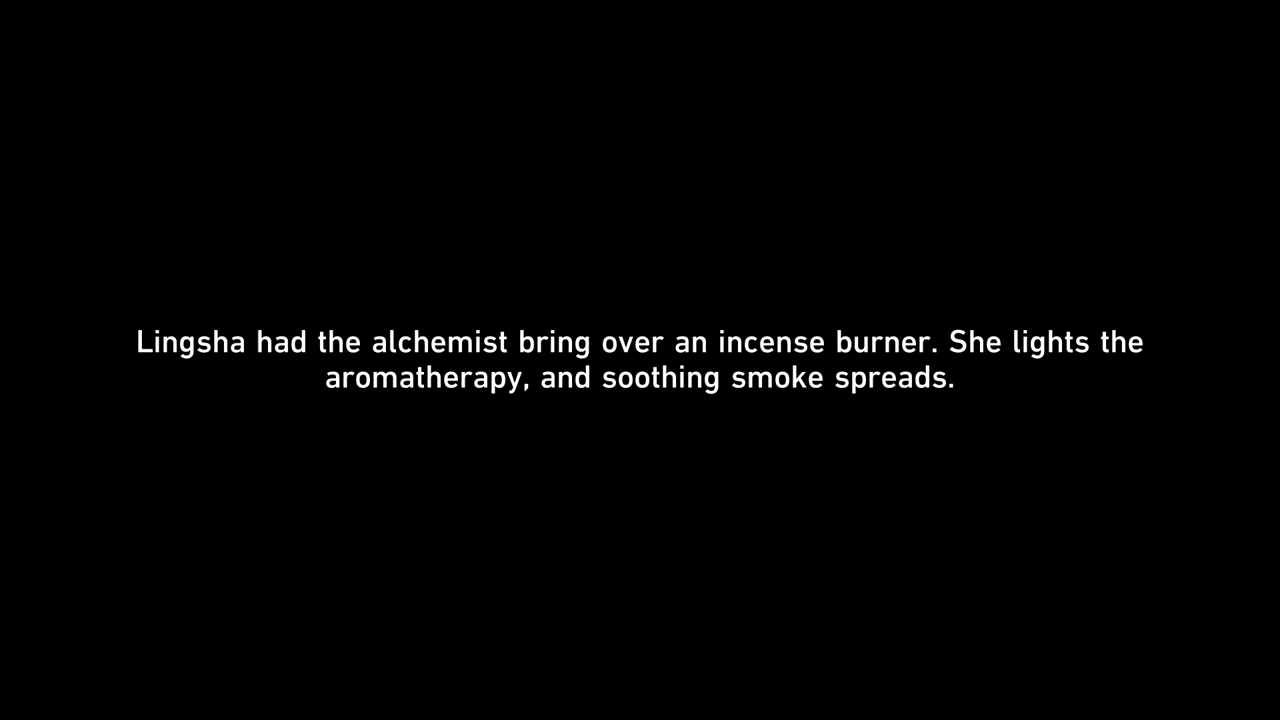 Lingsha had the alchemist bring over an incense burner. She lights the
aromatherapy, and soothing smoke spreads.